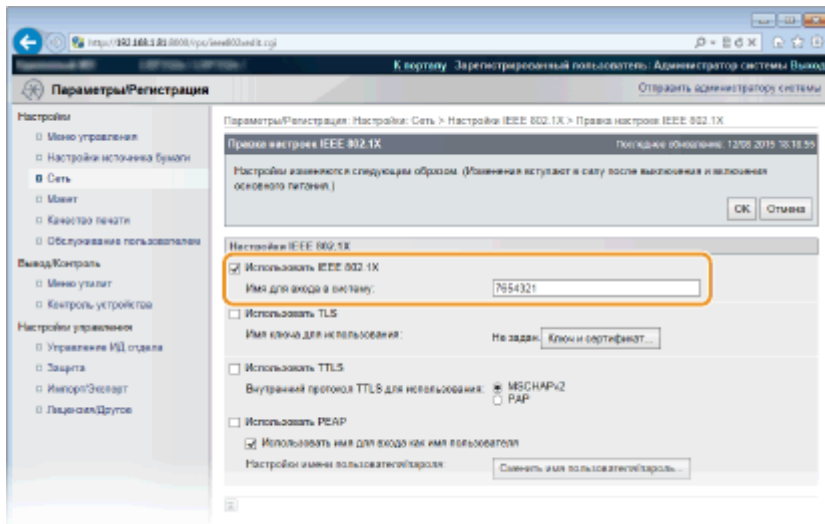 К порталу Зарегистрированный пользователь: Администратор системы Выход
Параметры/Регистрация
Отправить администратору системы
Настройки
Меню управления
Настройки источника бумаги
Сеть
Макет
Качество печати
Обслуживание пользователем
Вывод/Контроль
Меню утилит
Контроль устройства
Настройки управления
Управление ИД отдела
Защита
Импорт/Экспорт
Лицензия/Другое
Параметры/Регистрация: Настройки: Сеть > Настройки IEEE 802.1X > Правка настроек IEEE 802.1X
Правка настроек IEEE 802.1X
Последнее обновление: 12/08 2015 18:18:55
Настройки изменяются следующим образом. (Изменения вступают в силу после выключения и включения
основного питания.)
OK Отмена
Настройки IEEE 802.1X
Использовать IEEE 802.1X
Имя для входа в систему: 7654321
Использовать TLS
Имя ключа для использования: Не задан. Ключ и сертификат...
Использовать TTLS
Внутренний протокол TTLS для использования: MSCHAPv2
PAP
Использовать PEAP
Использовать имя для входа как имя пользователя
Настройки имени пользователя/пароля: Сменить имя пользователя/пароль...